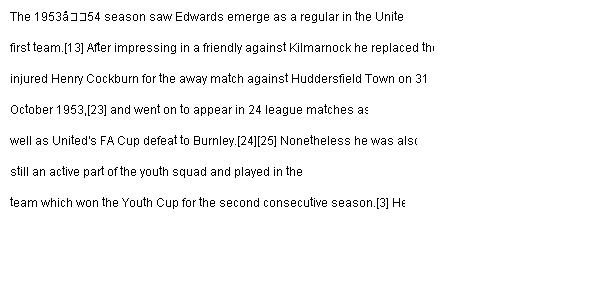 The 1953â□□54 season saw Edwards emerge as a regular in the Unite
first team.[13] After impressing in a friendly against Kilmarnock he replaced the
injured Henry Cockburn for the away match against Huddersfield Town on 31
October 1953,[23] and went on to appear in 24 league matches as
well as United's FA Cup defeat to Burnley.[24][25] Nonetheless he was also
still an active part of the youth squad and played in the
team which won the Youth Cup for the second consecutive season.[3] He